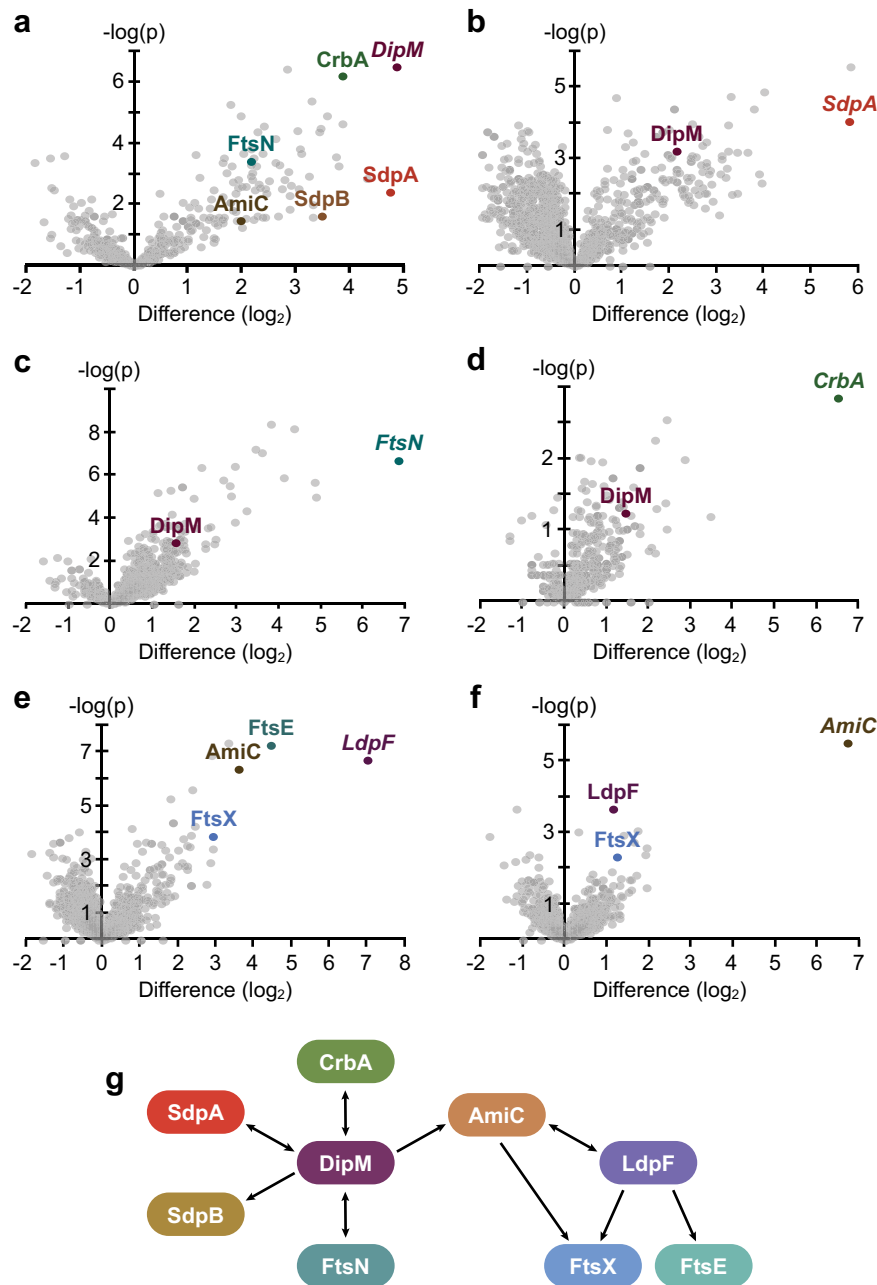 a
-log(p)
6
4
2
CrbA
DipM
FtsN
SdpA
AmiC
SdpB
-2 -1 0 1 2 3 4 5
Difference (log₂)
b
-log(p)
5
3
1
SdpA
DipM
-2 -1 0 1 2 3 4 5 6
Difference (log₂)
c
-log(p)
8
6
4
2
FtsN
DipM
-2 -1 0 1 2 3 4 5 6 7
Difference (log₂)
d
-log(p)
2
1
CrbA
DipM
-2 -1 0 1 2 3 4 5 6 7
Difference (log₂)
e
-log(p)
7
5
3
1
FtsE
AmiC
LdpF
FtsX
-2 -1 0 1 2 3 4 5 6 7 8
Difference (log₂)
f
-log(p)
5
3
1
AmiC
LdpF
FtsX
-2 -1 0 1 2 3 4 5 6 7
Difference (log₂)
g
CrbA
SdpA
AmiC
DipM
LdpF
SdpB
FtsN
FtsX
FtsE